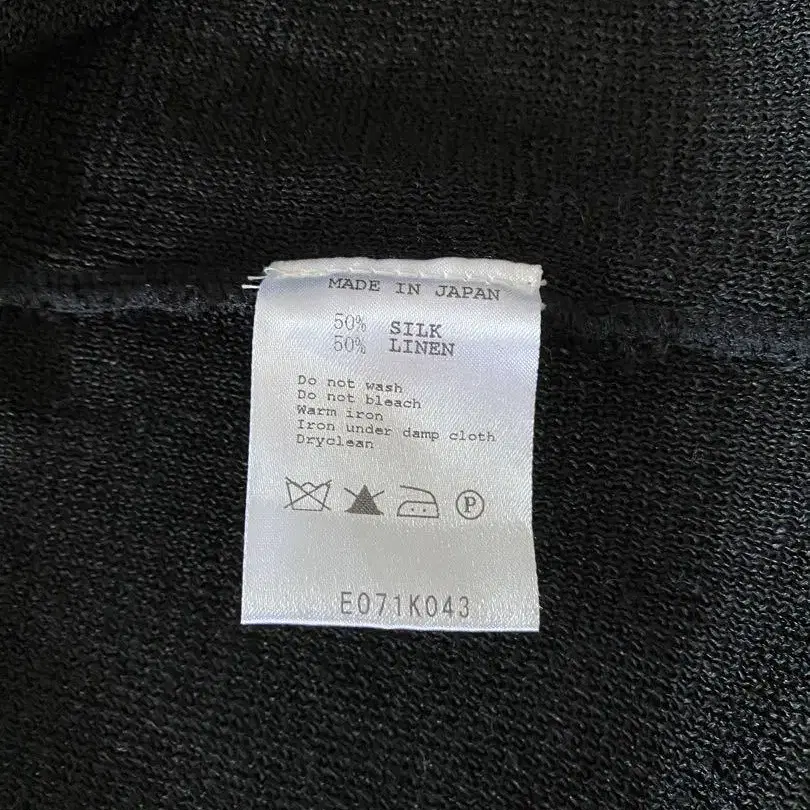 MADE IN JAPAN
50% SILK
50% LINEN
Do not wash
Do not bleach
Warm iron
Iron under damp cloth
Dryclean
P
E071K043